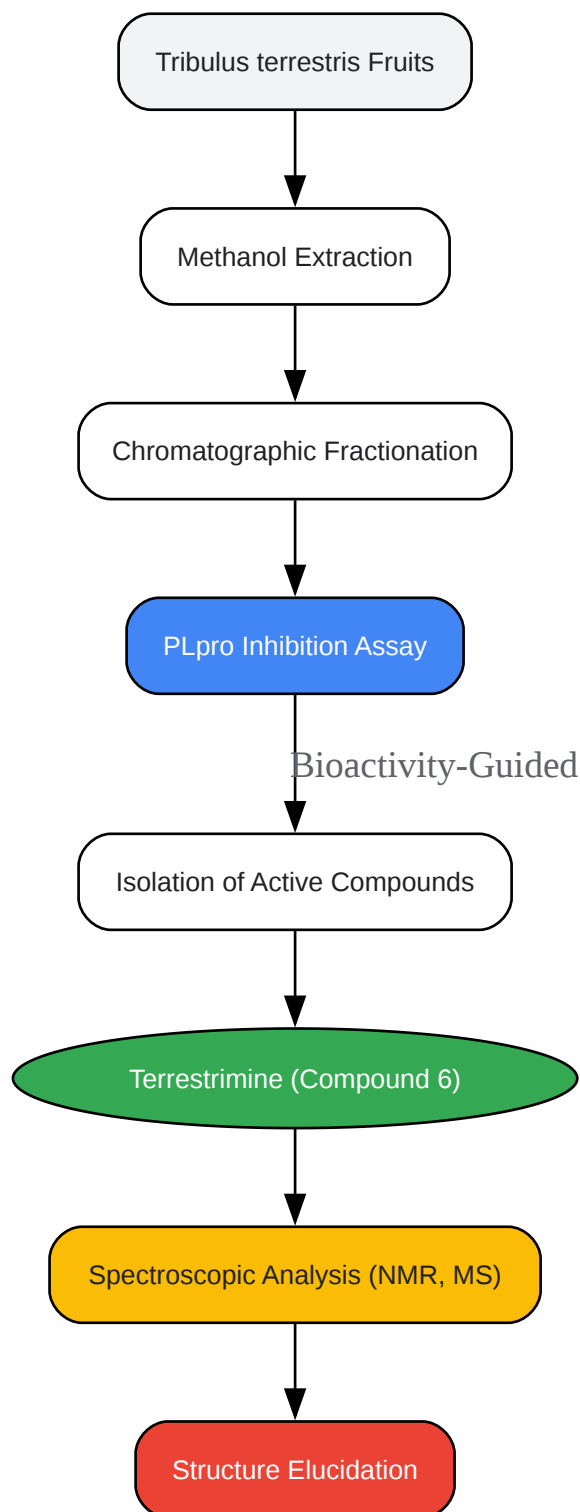 Tribulus terrestris Fruits
Methanol Extraction
Chromatographic Fractionation
PLpro Inhibition Assay
Bioactivity-Guided
Isolation of Active Compounds
Terrestrimine (Compound 6)
Spectroscopic Analysis (NMR, MS)
Structure Elucidation